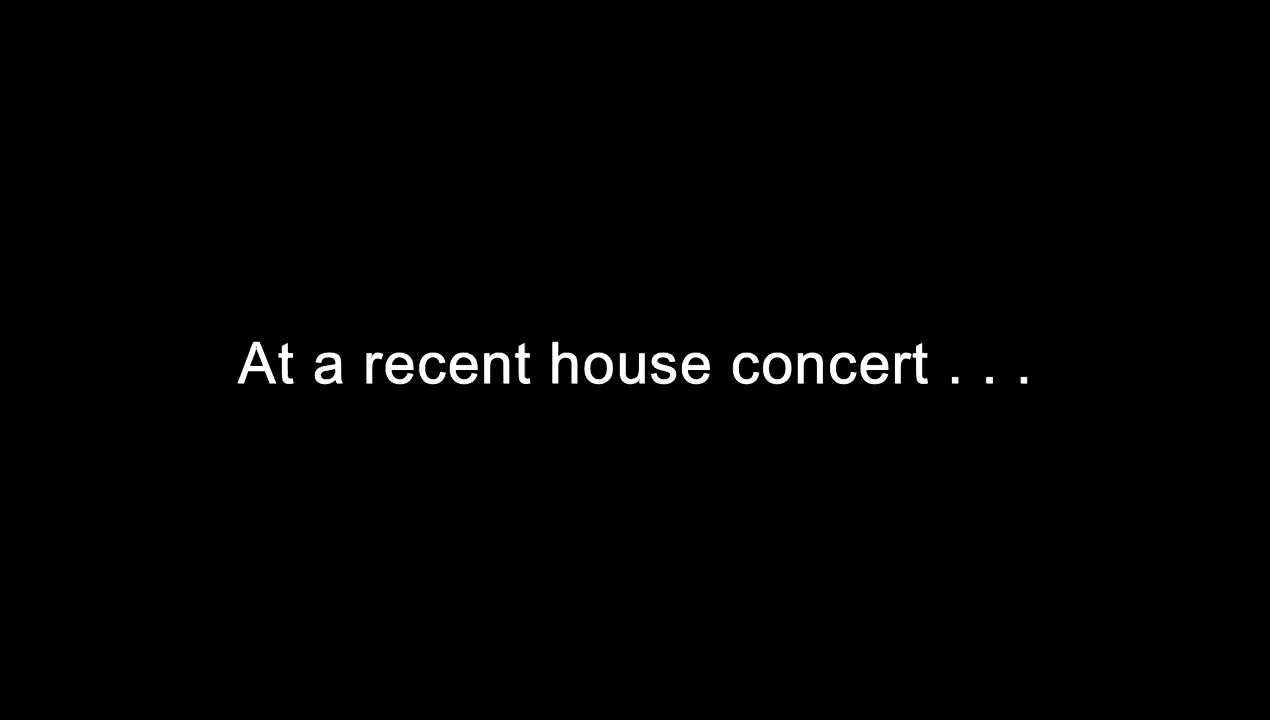 At a recent house concert . . .